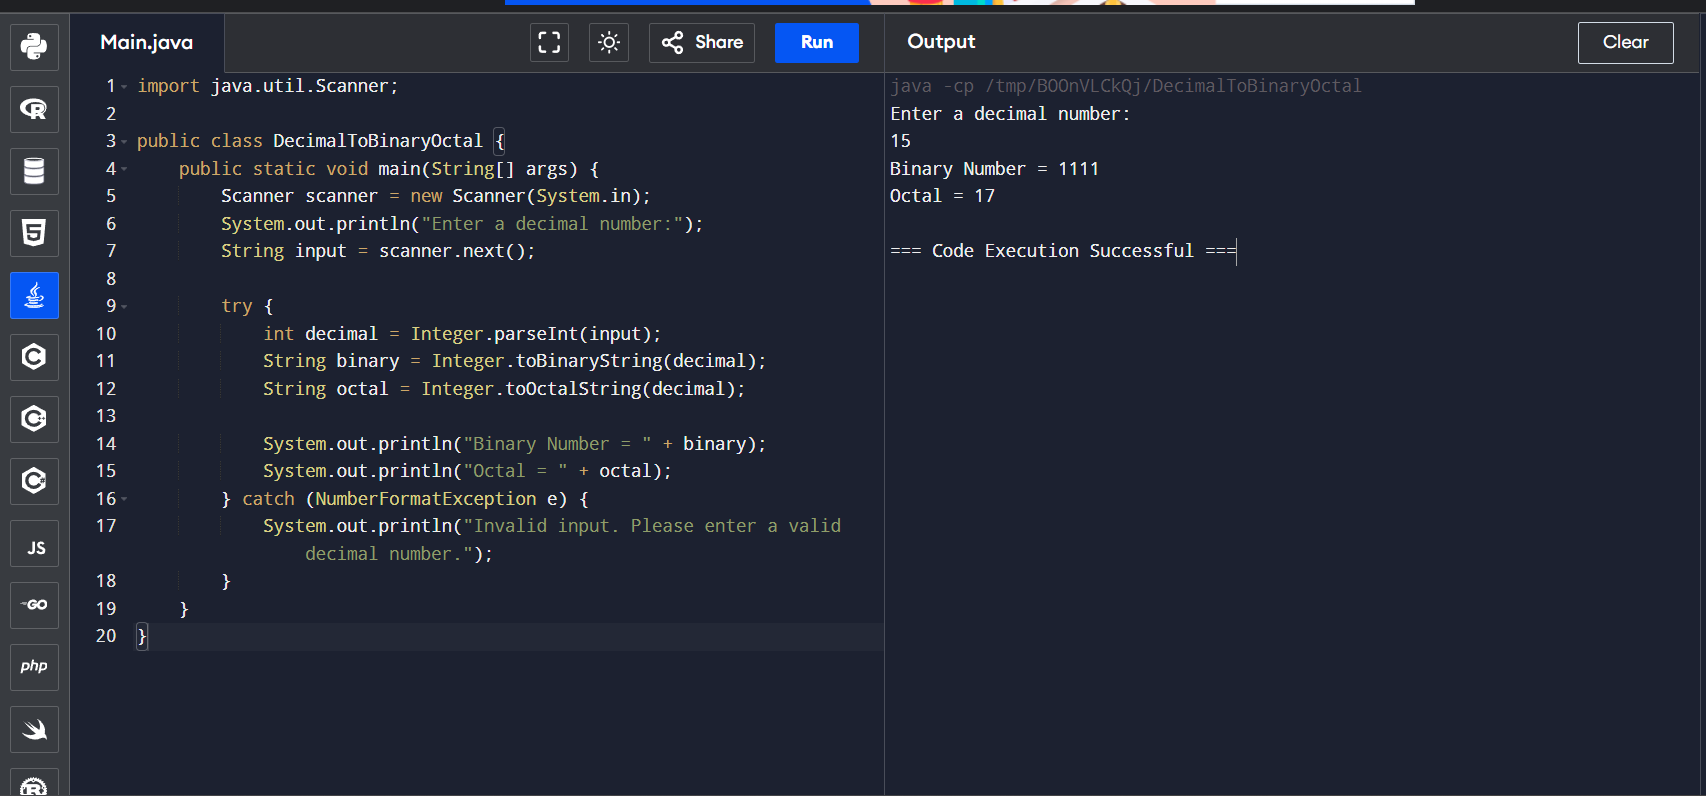 Main.java
Share
Run
Output
Clear
1 import java.util.Scanner;
2
3 public class DecimalToBinaryOctal {
4     public static void main(String[] args) {
5         Scanner scanner = new Scanner(System.in);
6         System.out.println("Enter a decimal number:");
7         String input = scanner.next();
8
9         try {
10             int decimal = Integer.parseInt(input);
11             String binary = Integer.toBinaryString(decimal);
12             String octal = Integer.toOctalString(decimal);
13
14             System.out.println("Binary Number = " + binary);
15             System.out.println("Octal = " + octal);
16         } catch (NumberFormatException e) {
17             System.out.println("Invalid input. Please enter a valid
decimal number.");
18         }
19     }
20 }
java -cp /tmp/BOOnVLCkQj/DecimalToBinaryOctal
Enter a decimal number:
15
Binary Number = 1111
Octal = 17
=== Code Execution Successful ===
R
5
C
C++
C#
JS
GO
php
R